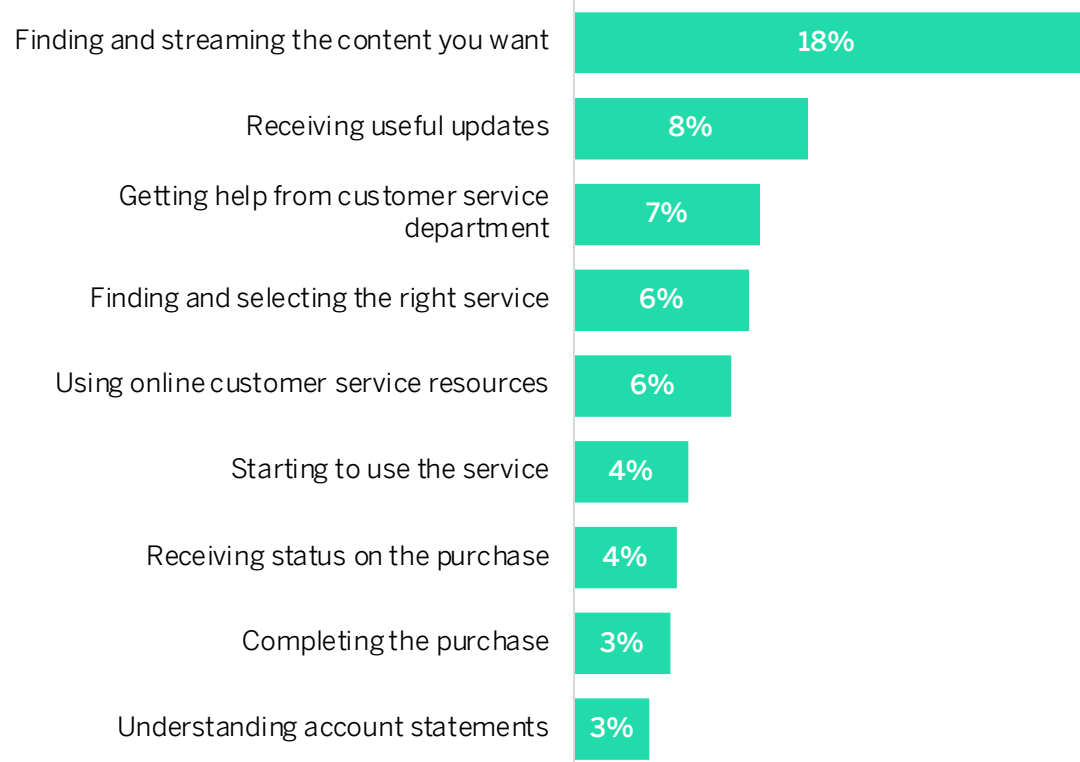 Finding and streaming the content you want
18%
Receiving useful updates
8%
Getting help from customer service
department
7%
Finding and selecting the right service
6%
Using online customer service resources
6%
Starting to use the service
4%
Receiving status on the purchase
4%
Completing the purchase
3%
Understanding account statements
3%